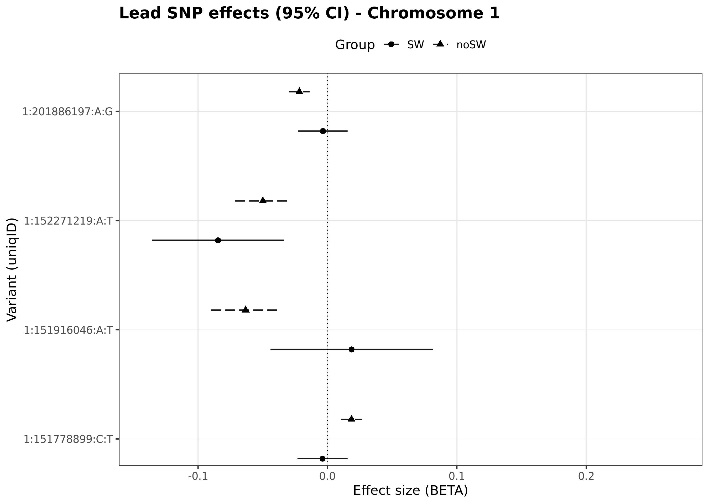 Lead SNP effects (95% CI) - Chromosome 1
Group SW noSW
1:201886197:A:G
1:152271219:A:T
1:151916046:A:T
1:151778899:C:T
Variant (uniqID)
-0.1 0.0 0.1 0.2
Effect size (BETA)